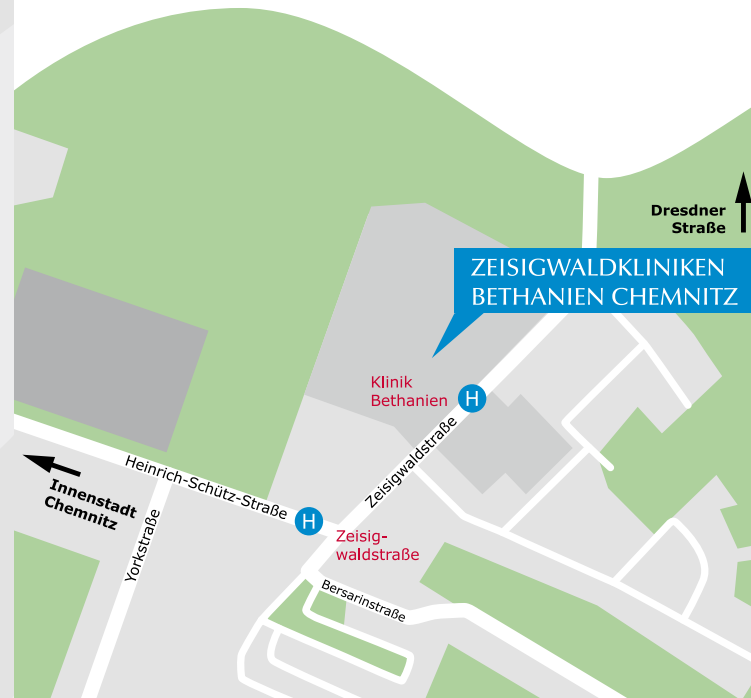 Dresdner
Straße
ZEISIGWALDKLINIKEN
BETHANIEN CHEMNITZ
Klinik
Bethanien
H
Zeisigwaldstraße
Heinrich-Schütz-Straße
H
Innenstadt
Chemnitz
Yorkstraße
Zeisig-
waldstraße
Bersarinstraße